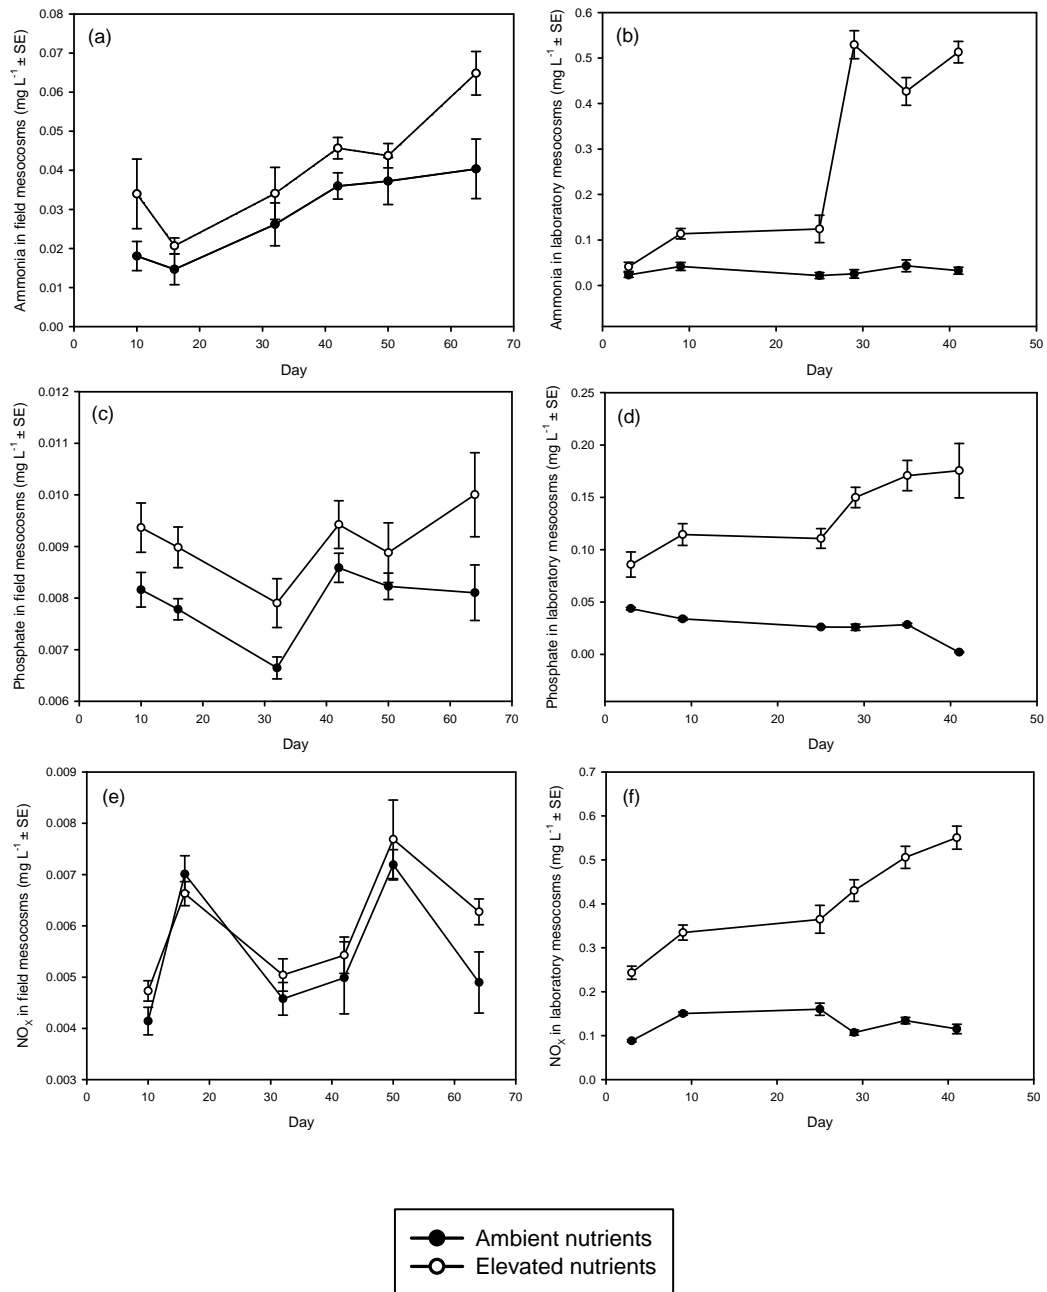 (a)
Ammonia in field mesocosms (mg L⁻¹ ± SE)
0.08
0.07
0.06
0.05
0.04
0.03
0.02
0.01
0.00
0 10 20 30 40 50 60 70
Day
(b)
Ammonia in laboratory mesocosms (mg L⁻¹ ± SE)
0.6
0.5
0.4
0.3
0.2
0.1
0.0
0 10 20 30 40 50
Day
(c)
Phosphate in field mesocosms (mg L⁻¹ ± SE)
0.012
0.011
0.010
0.009
0.008
0.007
0.006
0 10 20 30 40 50 60 70
Day
(d)
Phosphate in laboratory mesocosms (mg L⁻¹ ± SE)
0.25
0.20
0.15
0.10
0.05
0.00
0 10 20 30 40 50
Day
(e)
NOₓ in field mesocosms (mg L⁻¹ ± SE)
0.009
0.008
0.007
0.006
0.005
0.004
0.003
0 10 20 30 40 50 60 70
Day
(f)
NOₓ in laboratory mesocosms (mg L⁻¹ ± SE)
0.7
0.6
0.5
0.4
0.3
0.2
0.1
0.0
0 10 20 30 40 50
Day
Ambient nutrients
Elevated nutrients